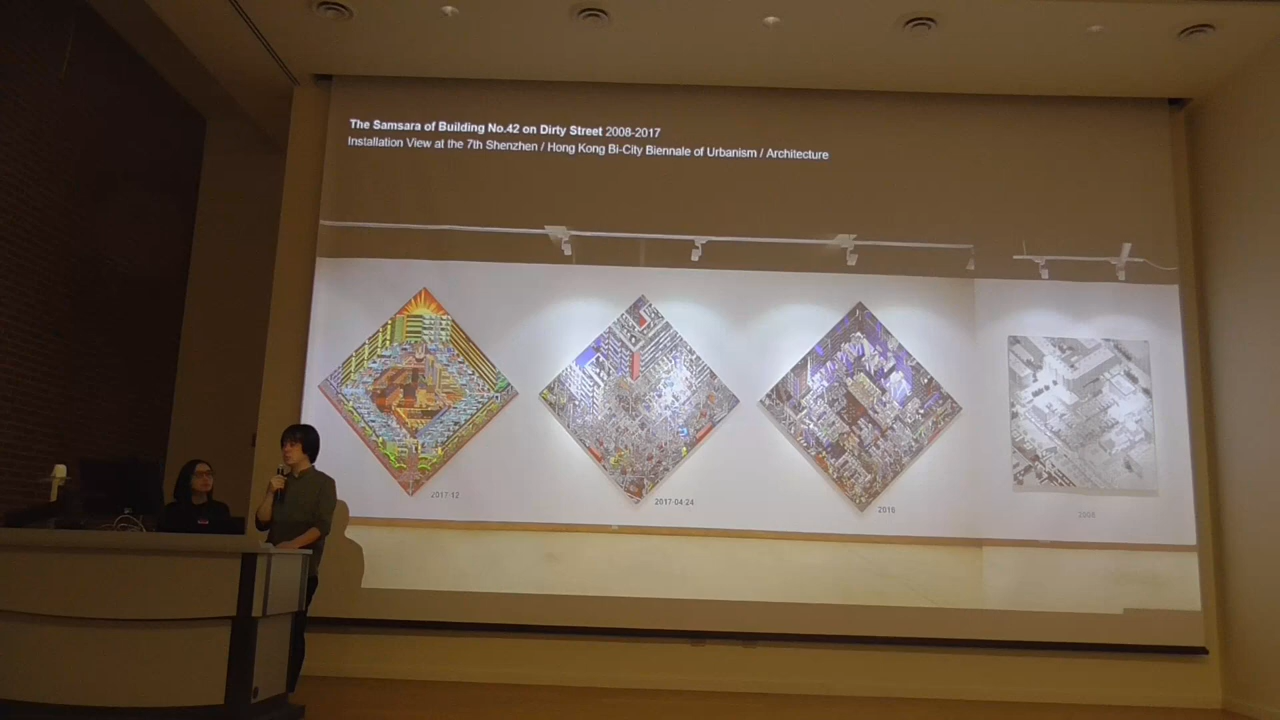 The Samsara of Building No.42 on Dirty Street 2008-2017
Installation View at the 7th Shenzhen / Hong Kong Bi-City Biennale of Urbanism / Architecture
2017·12
2017·04·24
2016
2008